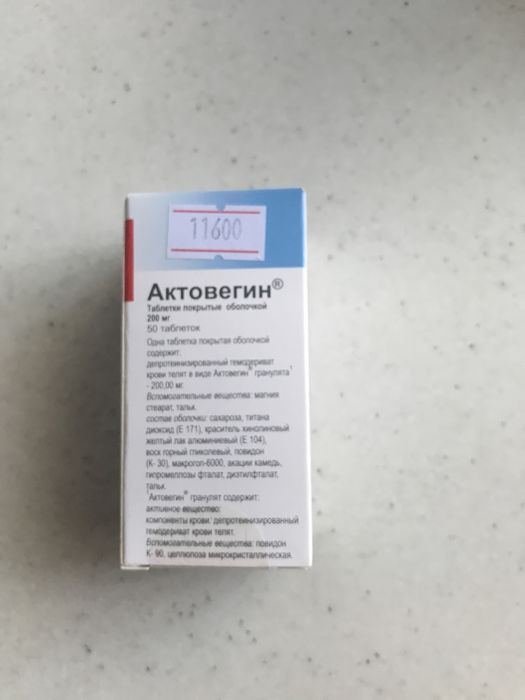 11600
Актовегин®
Таблетки покрытые оболочкой
200 мг
50 таблеток
Одна таблетка покрытая оболочкой
содержит:
депротеинизированный гемодериват
крови телят в виде Актовегин® гранулята¹
- 200,00 мг.
Вспомогательные вещества: магния
стеарат, тальк.
состав оболочки: сахароза, титана
диоксид (Е 171), краситель хинолиновый
желтый лак алюминиевый (Е 104),
воск горный гликолевый, повидон
(К- 30), макрогол-6000, акации камедь,
гипромеллозы фталат, диэтилфталат,
тальк.
¹Актовегин® гранулят содержит:
активное вещество:
компоненты крови: депротеинизированный
гемодериват крови телят.
Вспомогательные вещества: повидон
К- 90, целлюлоза микрокристаллическая.